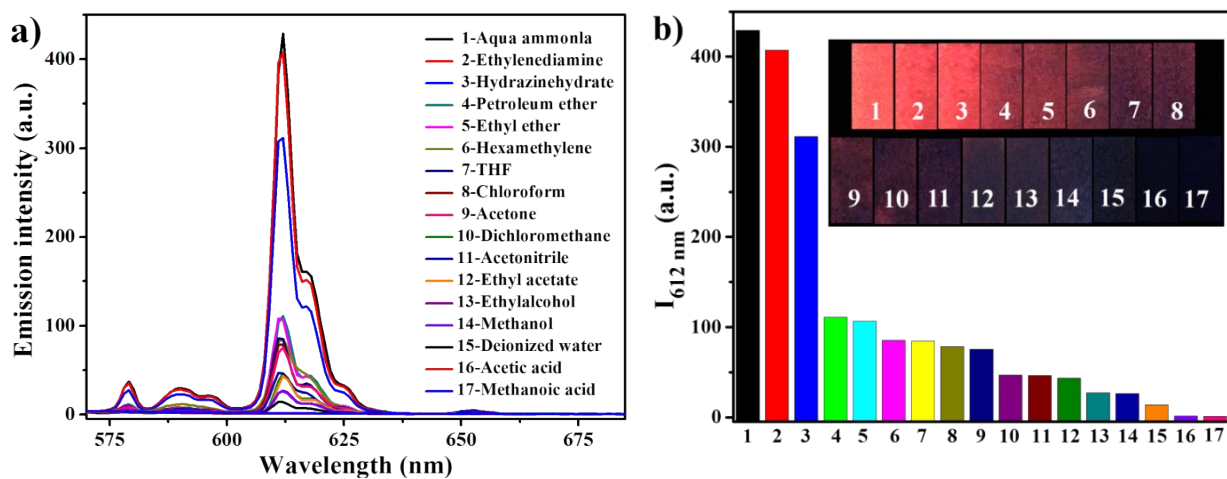 a)
Emission intensity (a.u.)
400
300
200
100
0
575
600
625
650
675
Wavelength (nm)
1-Aqua ammonla
2-Ethylenediamine
3-Hydrazinehydrate
4-Petroleum ether
5-Ethyl ether
6-Hexamethylene
7-THF
8-Chloroform
9-Acetone
10-Dichloromethane
11-Acetonitrile
12-Ethyl acetate
13-Ethylalcohol
14-Methanol
15-Deionized water
16-Acetic acid
17-Methanoic acid
b)
I612 nm (a.u.)
400
300
200
100
0
1 2 3 4 5 6 7 8
9 10 11 12 13 14 15 16 17
1 2 3 4 5 6 7 8 9 10 11 12 13 14 15 16 17